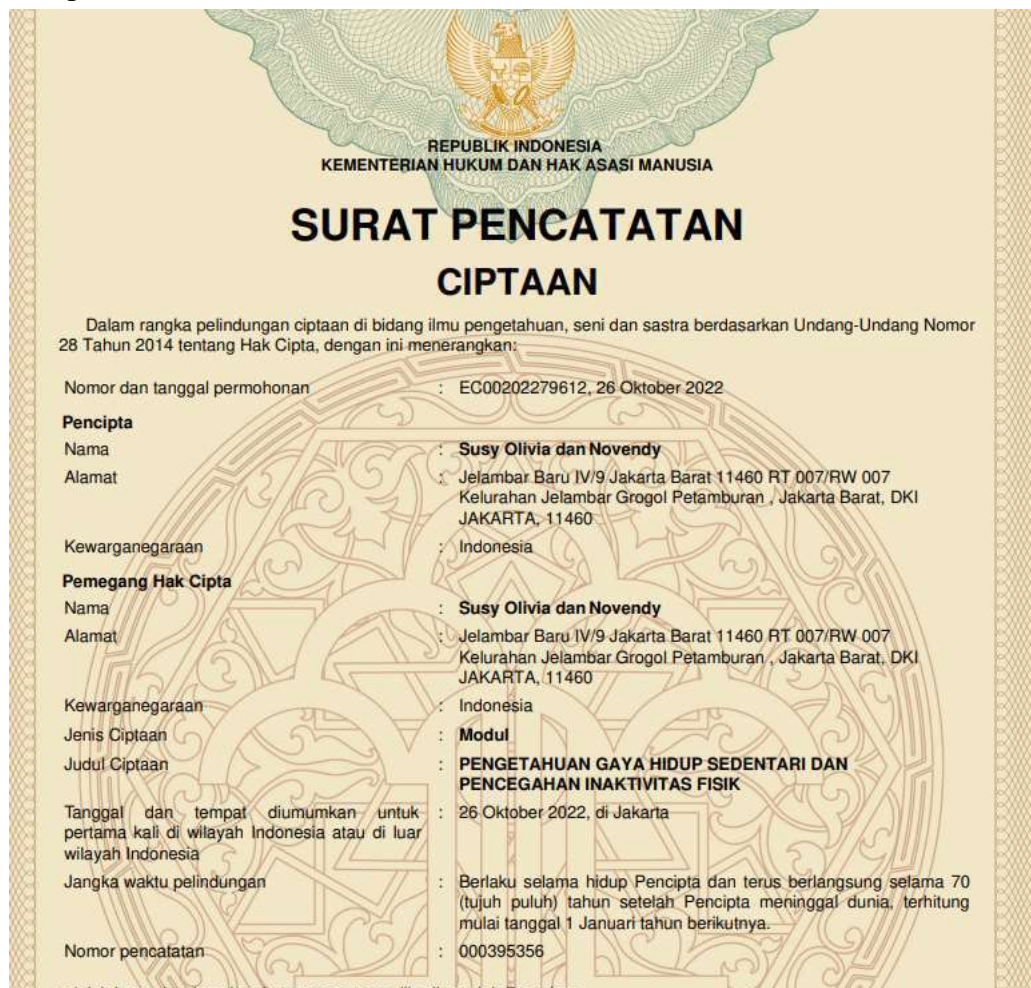 REPUBLIK INDONESIA
KEMENTERIAN HUKUM DAN HAK ASASI MANUSIA
SURAT PENCATATAN
CIPTAAN
Dalam rangka pelindungan ciptaan di bidang ilmu pengetahuan, seni dan sastra berdasarkan Undang-Undang Nomor
28 Tahun 2014 tentang Hak Cipta, dengan ini menerangkan:
Nomor dan tanggal permohonan : EC00202279612, 26 Oktober 2022
Pencipta
Nama : Susy Olivia dan Novendy
Alamat : Jelambar Baru IV/9 Jakarta Barat 11460 RT 007/RW 007
Kelurahan Jelambar Grogol Petamburan , Jakarta Barat, DKI
JAKARTA, 11460
Kewarganegaraan : Indonesia
Pemegang Hak Cipta
Nama : Susy Olivia dan Novendy
Alamat : Jelambar Baru IV/9 Jakarta Barat 11460 RT 007/RW 007
Kelurahan Jelambar Grogol Petamburan , Jakarta Barat, DKI
JAKARTA, 11460
Kewarganegaraan : Indonesia
Jenis Ciptaan : Modul
Judul Ciptaan : PENGETAHUAN GAYA HIDUP SEDENTARI DAN
PENCEGAHAN INAKTIVITAS FISIK
Tanggal dan tempat diumumkan untuk : 26 Oktober 2022, di Jakarta
pertama kali di wilayah Indonesia atau di luar
wilayah Indonesia
Jangka waktu pelindungan : Berlaku selama hidup Pencipta dan terus berlangsung selama 70
(tujuh puluh) tahun setelah Pencipta meninggal dunia, terhitung
mulai tanggal 1 Januari tahun berikutnya.
Nomor pencatatan : 000395356